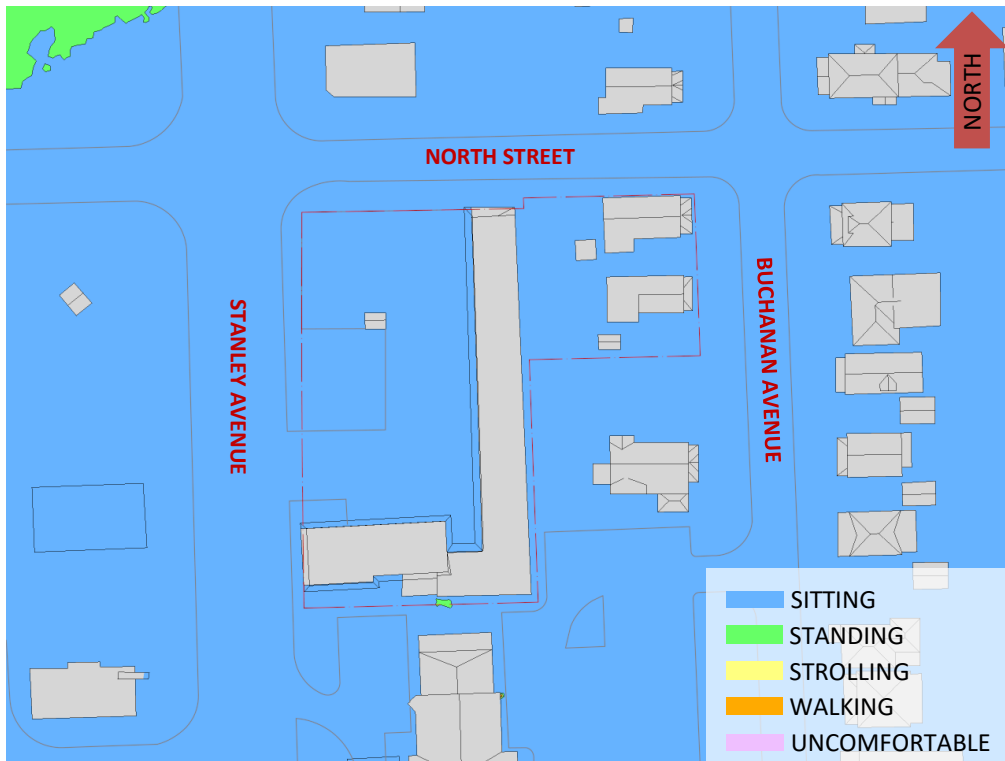 NORTH
NORTH STREET
STANLEY AVENUE
BUCHANAN AVENUE
SITTING
STANDING
STROLLING
WALKING
UNCOMFORTABLE